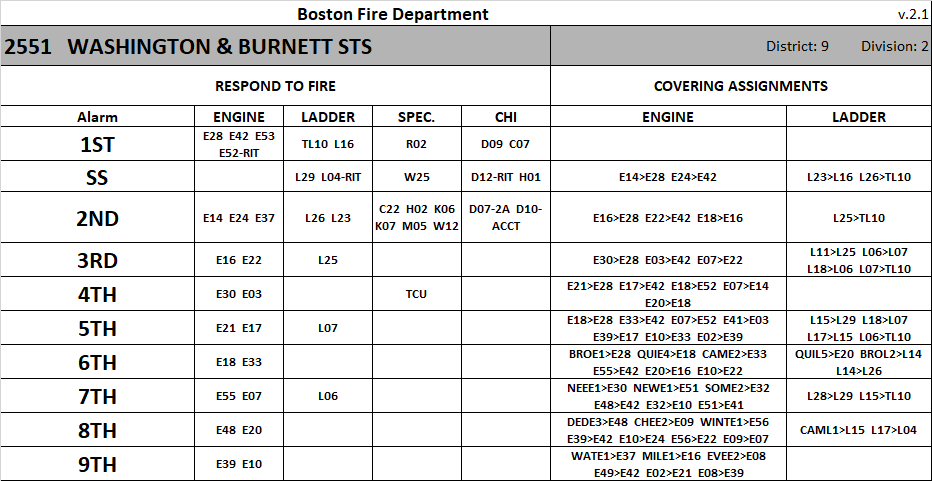 Boston Fire Department v.2.1
2551 WASHINGTON & BURNETT STS District: 9 Division: 2
RESPOND TO FIRE COVERING ASSIGNMENTS
Alarm ENGINE LADDER SPEC. CHI ENGINE LADDER
1ST E28 E42 E53 TL10 L16 R02 D09 C07
E52-RIT
SS L29 L04-RIT W25 D12-RIT H01 E14>E28 E24>E42 L23>L16 L26>TL10
2ND E14 E24 E37 L26 L23 C22 H02 K06 D07-2A D10- E16>E28 E22>E42 E18>E16 L25>TL10
K07 M05 W12 ACCT
3RD E16 E22 L25 E30>E28 E03>E42 E07>E22 L11>L25 L06>L07
L18>L06 L07>TL10
4TH E30 E03 TCU E21>E28 E17>E42 E18>E52 E07>E14
E20>E18
5TH E21 E17 L07 E18>E28 E33>E42 E07>E52 E41>E03 L15>L29 L18>L07
E39>E17 E10>E33 E02>E39 L17>L15 L06>TL10
6TH E18 E33 BROE1>E28 QUIE4>E18 CAME2>E33 QUIL5>E20 BROL2>L14
E55>E42 E20>E16 E10>E22 L14>L26
7TH E55 E07 L06 NEEE1>E30 NEWE1>E51 SOME2>E32 L28>L29 L15>TL10
E48>E42 E32>E10 E51>E41
8TH E48 E20 DEDE3>E48 CHEE2>E09 WINTE1>E56 CAML1>L15 L17>L04
E39>E42 E10>E24 E56>E22 E09>E07
9TH E39 E10 WATE1>E37 MILE1>E16 EVEE2>E08
E49>E42 E02>E21 E08>E39